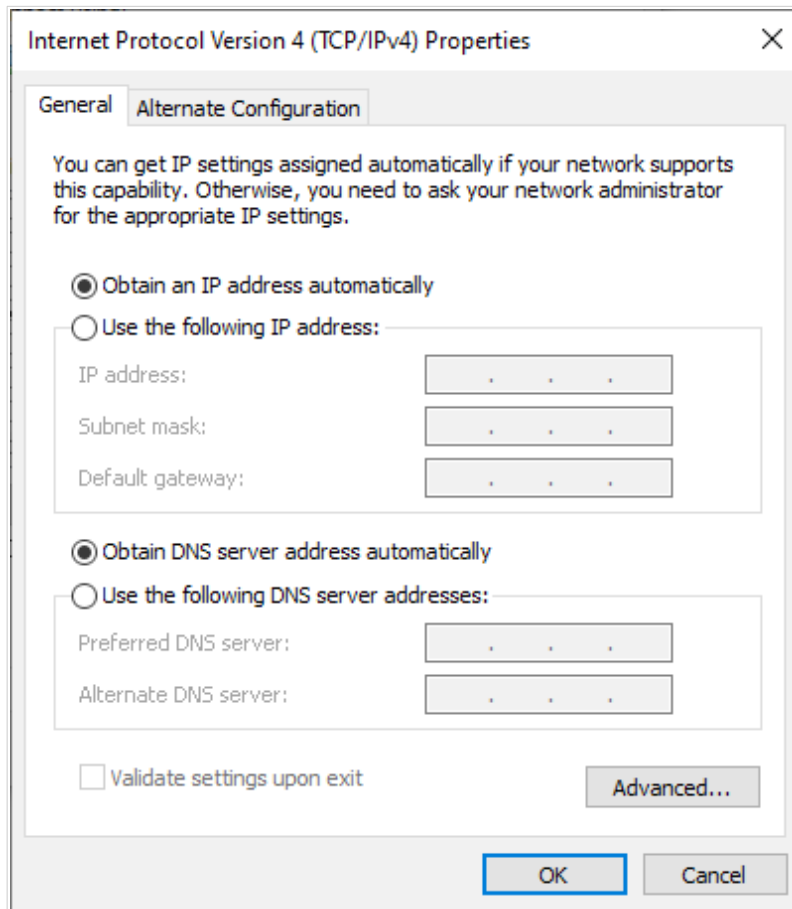 Internet Protocol Version 4 (TCP/IPv4) Properties
General
Alternate Configuration
You can get IP settings assigned automatically if your network supports
this capability. Otherwise, you need to ask your network administrator
for the appropriate IP settings.
Obtain an IP address automatically
Use the following IP address:
IP address:
Subnet mask:
Default gateway:
Obtain DNS server address automatically
Use the following DNS server addresses:
Preferred DNS server:
Alternate DNS server:
Validate settings upon exit
Advanced...
OK
Cancel